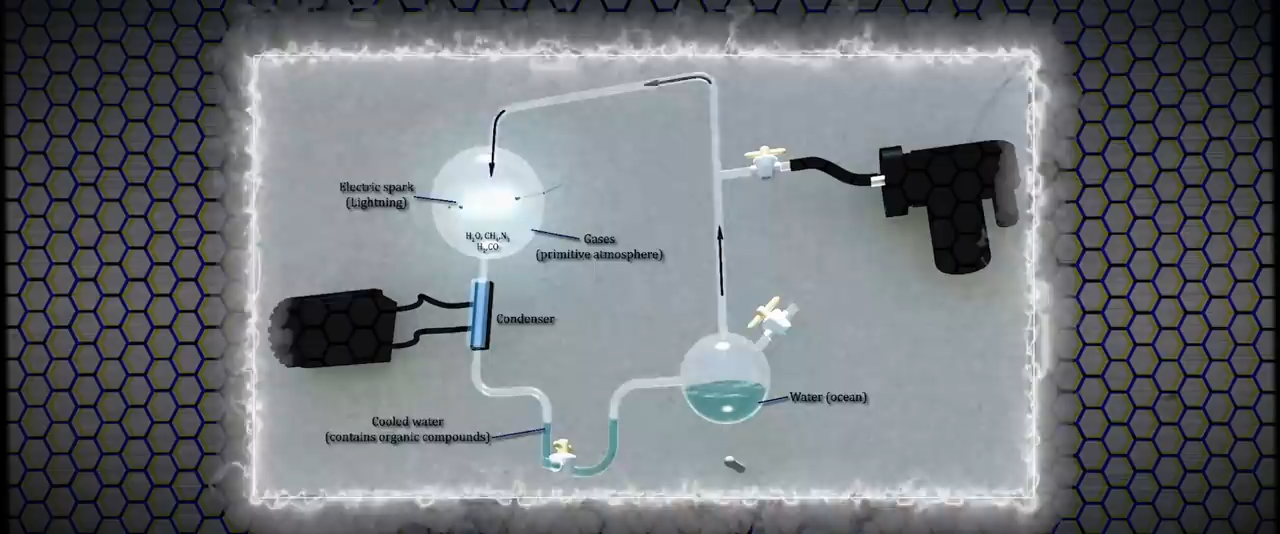 Electric spark
(Lightning)
H₂O, CH₄, N₂
H₂, CO
Gases
(primitive atmosphere)
Condenser
Cooled water
(contains organic compounds)
Water (ocean)